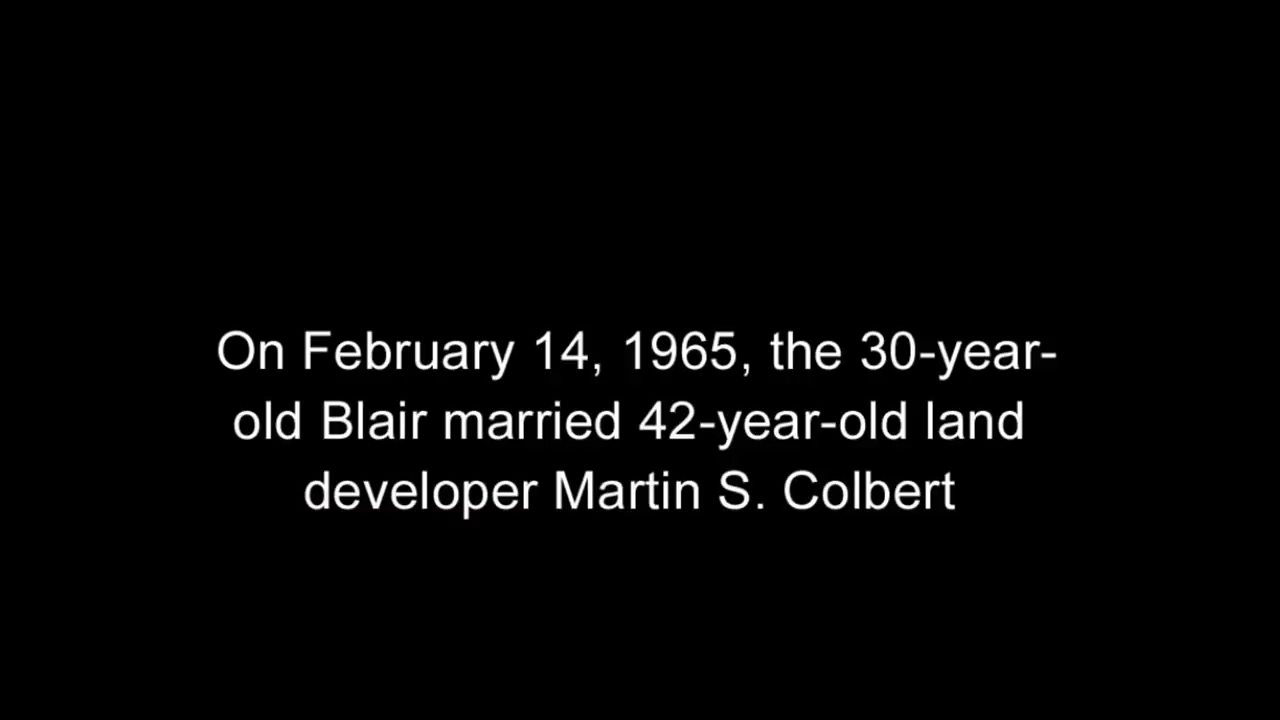 On February 14, 1965, the 30-year-
old Blair married 42-year-old land
developer Martin S. Colbert